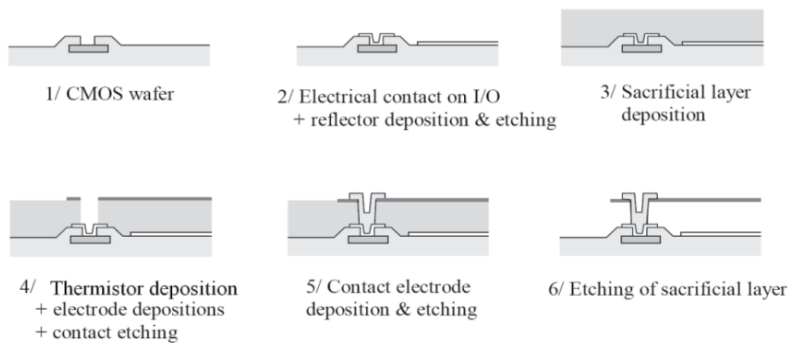 1/ CMOS wafer
2/ Electrical contact on I/O
+ reflector deposition & etching
3/ Sacrificial layer
deposition
4/ Thermistor deposition
+ electrode depositions
+ contact etching
5/ Contact electrode
deposition & etching
6/ Etching of sacrificial layer